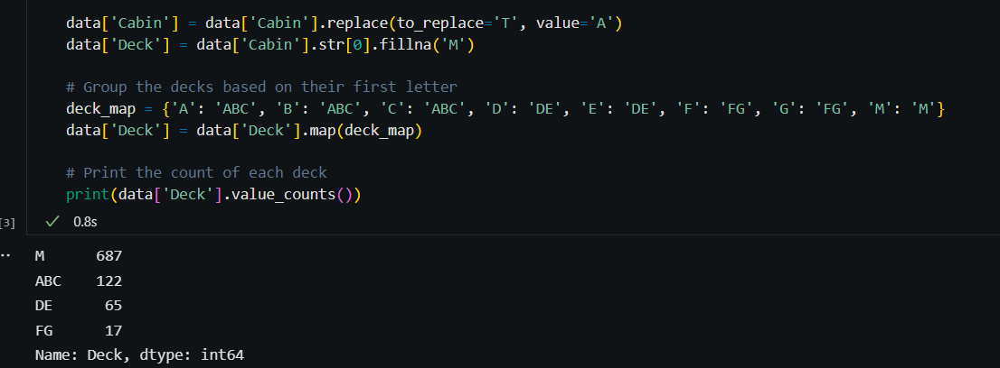 data['Cabin'] = data['Cabin'].replace(to_replace='T', value='A')
data['Deck'] = data['Cabin'].str[0].fillna('M')
# Group the decks based on their first letter
deck_map = {'A': 'ABC', 'B': 'ABC', 'C': 'ABC', 'D': 'DE', 'E': 'DE', 'F': 'FG', 'G': 'FG', 'M': 'M'}
data['Deck'] = data['Deck'].map(deck_map)
# Print the count of each deck
print(data['Deck'].value_counts())
[3] ✓ 0.8s
M 687
ABC 122
DE 65
FG 17
Name: Deck, dtype: int64